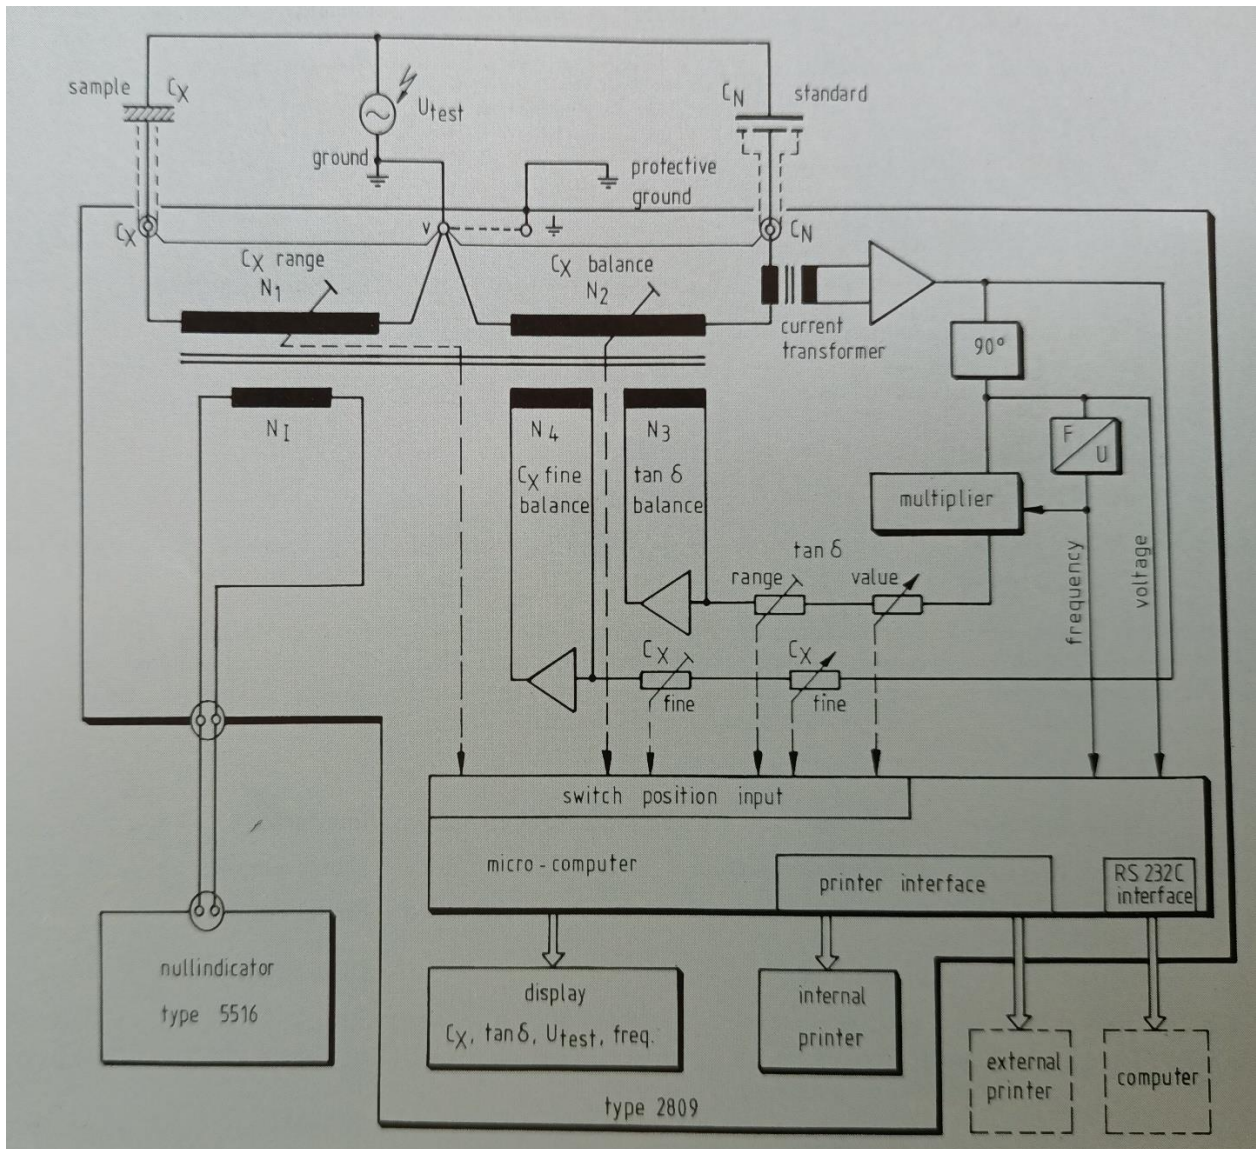 sample Cx
Utest
CN standard
ground
protective
ground
Cx
v
CN
Cx range
N1
Cx balance
N2
current
transformer
90°
NI
N4
N3
Cx fine
balance
tan δ
balance
F
U
multiplier
tan δ
range
value
frequency
voltage
Cx
fine
Cx
fine
switch position input
micro-computer
printer interface
RS 232C
interface
nullindicator
type 5516
display
Cx, tanδ, Utest, freq.
internal
printer
external
printer
computer
type 2809